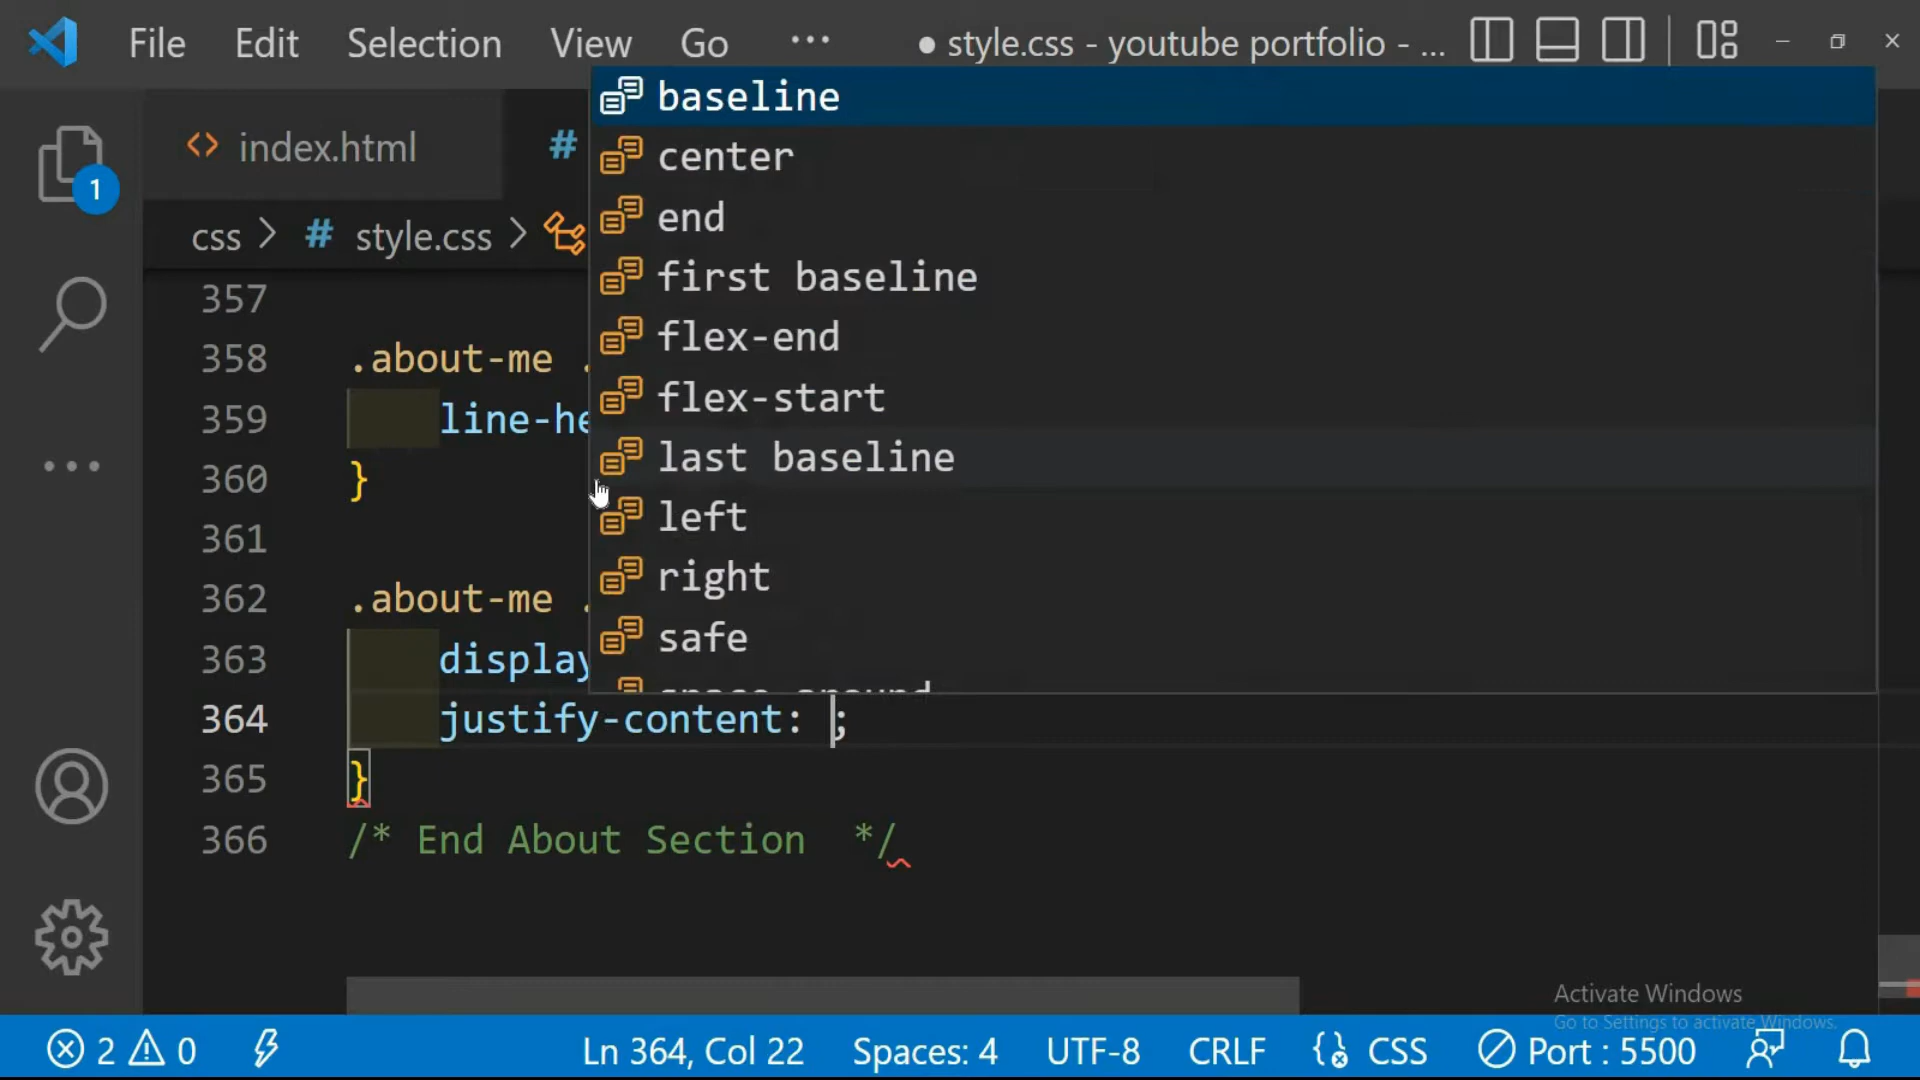 File Edit Selection View Go ··· ● style.css - youtube portfolio - ...
index.html #
css > # style.css >
baseline
center
end
first baseline
flex-end
flex-start
last baseline
left
right
safe
space-around
357
358 .about-me .
359 line-he
360 }
361
362 .about-me .
363 display
364 justify-content: ;
365 }
366 /* End About Section */
1
Activate Windows
Go to Settings to activate Windows.
2 0 Ln 364, Col 22 Spaces: 4 UTF-8 CRLF CSS Port : 5500